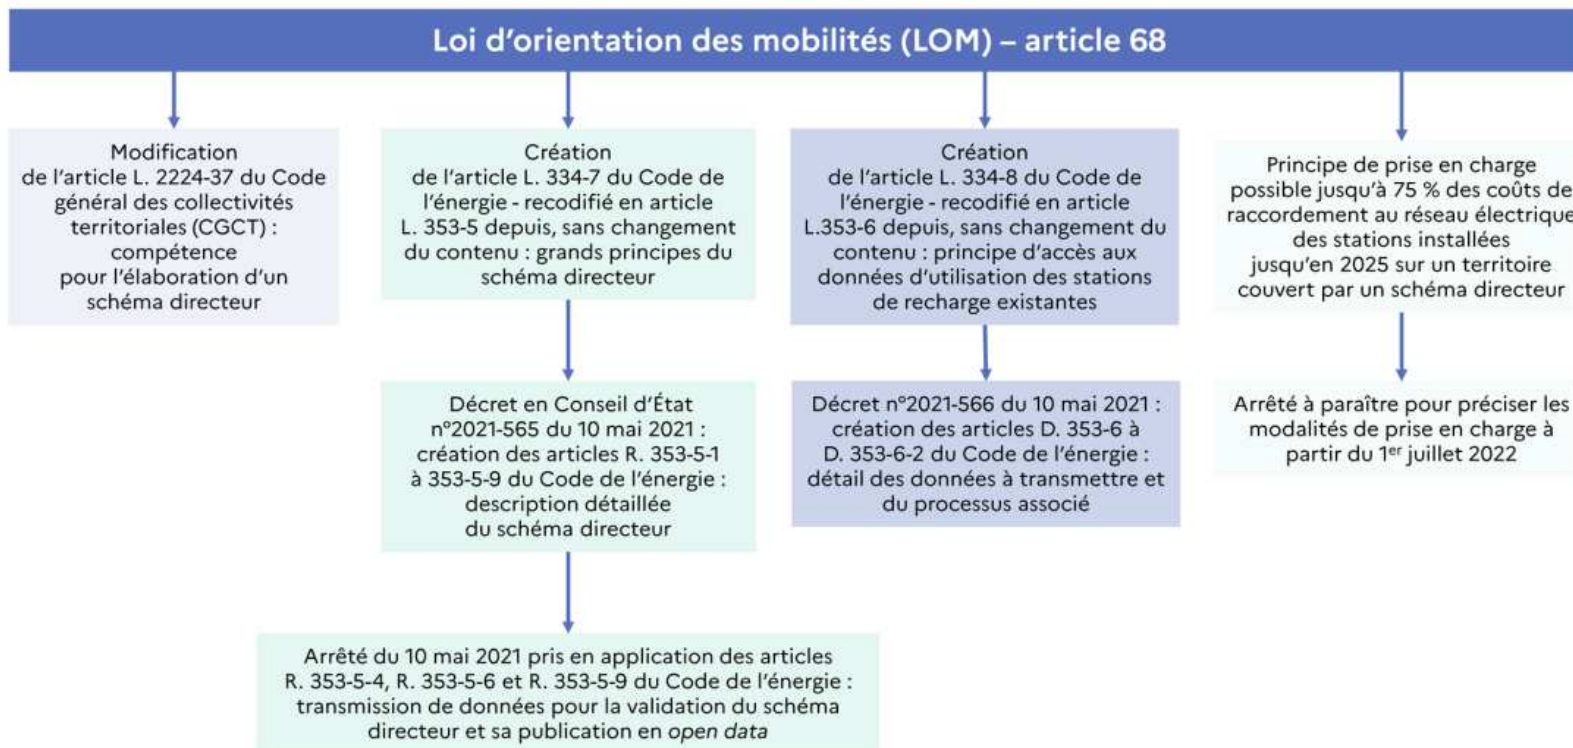 Loi d'orientation des mobilités (LOM) – article 68
Modification
de l'article L. 2224-37 du Code
général des collectivités
territoriales (CGCT) :
compétence
pour l'élaboration d'un
schéma directeur
Création
de l'article L. 334-7 du Code de
l'énergie - recodifié en article
L. 353-5 depuis, sans changement
du contenu : grands principes du
schéma directeur
Création
de l'article L. 334-8 du Code de
l'énergie - recodifié en article
L.353-6 depuis, sans changement du
contenu : principe d'accès aux
données d'utilisation des stations
de recharge existantes
Principe de prise en charge
possible jusqu'à 75 % des coûts de
raccordement au réseau électrique
des stations installées
jusqu'en 2025 sur un territoire
couvert par un schéma directeur
Décret en Conseil d'État
n°2021-565 du 10 mai 2021 :
création des articles R. 353-5-1
à 353-5-9 du Code de l'énergie :
description détaillée
du schéma directeur
Décret n°2021-566 du 10 mai 2021 :
création des articles D. 353-6 à
D. 353-6-2 du Code de l'énergie :
détail des données à transmettre et
du processus associé
Arrêté à paraître pour préciser les
modalités de prise en charge à
partir du 1er juillet 2022
Arrêté du 10 mai 2021 pris en application des articles
R. 353-5-4, R. 353-5-6 et R. 353-5-9 du Code de l'énergie :
transmission de données pour la validation du schéma
directeur et sa publication en open data